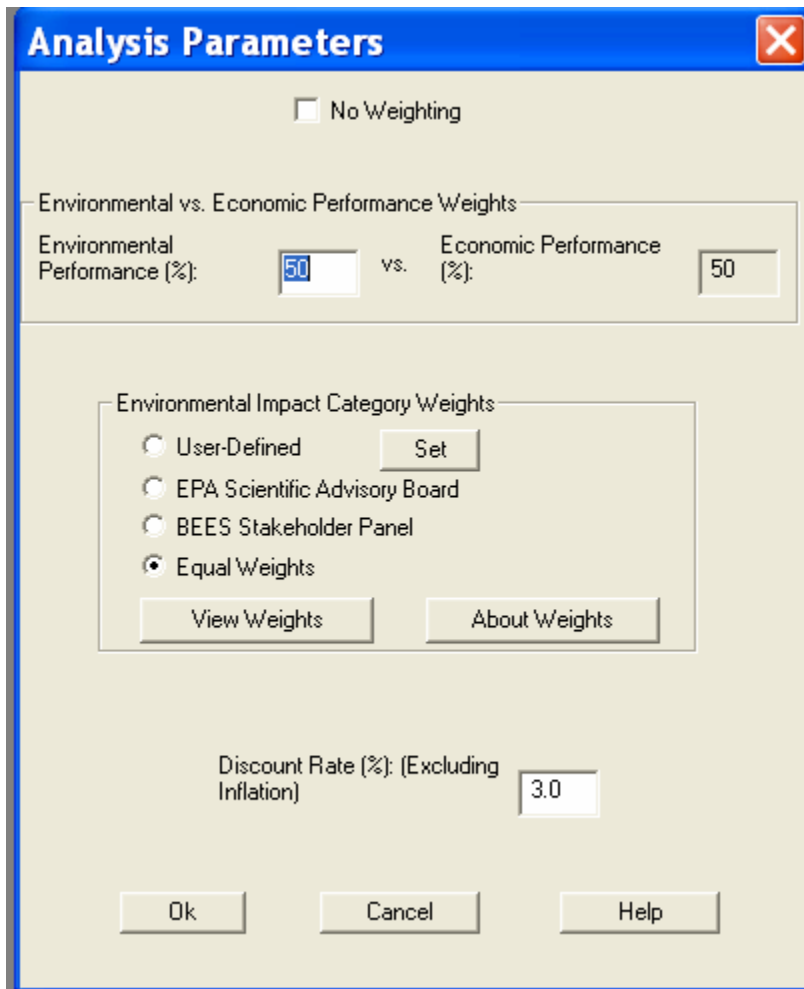 Analysis Parameters
No Weighting
Environmental vs. Economic Performance Weights
Environmental
Performance (%):
50
vs.
Economic Performance
(%):
50
Environmental Impact Category Weights
User-Defined
Set
EPA Scientific Advisory Board
BEES Stakeholder Panel
Equal Weights
View Weights
About Weights
Discount Rate (%): (Excluding
Inflation)
3.0
Ok
Cancel
Help